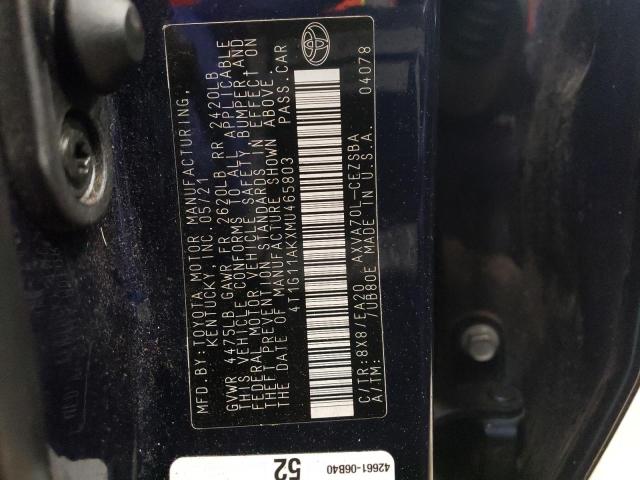 MFD.BY:TOYOTA MOTOR MANUFACTURING,
KENTUCKY, INC. 05/21
GVWR 4475LB GAWR FR 2620LB RR 2420LB
THIS VEHICLE CONFORMS TO ALL APPLICABLE
FEDERAL MOTOR VEHICLE SAFETY, BUMPER, AND
THEFT PREVENTION STANDARDS IN EFFECT ON
THE DATE OF MANUFACTURE SHOWN ABOVE.
4T1G11AKXMU465803 PASS.CAR
C/TR:8X8/EA20 AXVA70L-CEZSBA 04078
A/TM: /UB80E MADE IN U.S.A.
52
42661-06B40